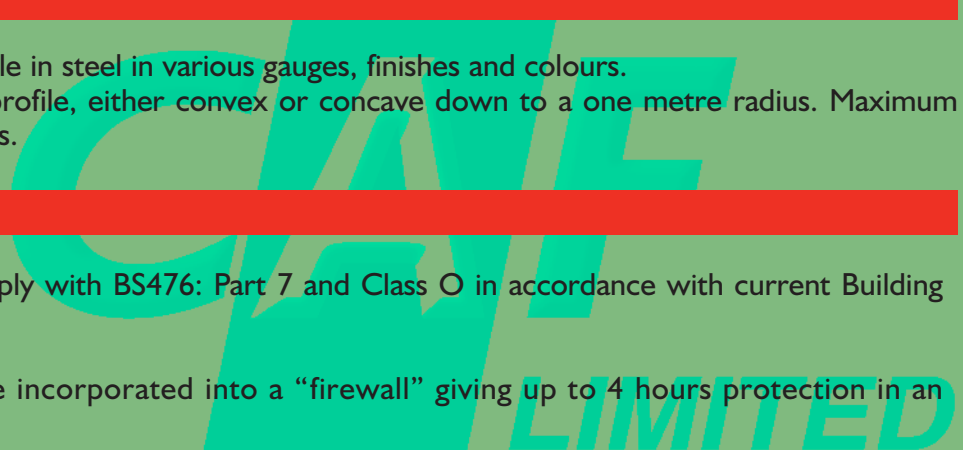 le in steel in various gauges, finishes and colours.
profile, either convex or concave down to a one metre radius. Maximum
s.
ply with BS476: Part 7 and Class O in accordance with current Building
e incorporated into a “firewall” giving up to 4 hours protection in an
CAF
LIMITED